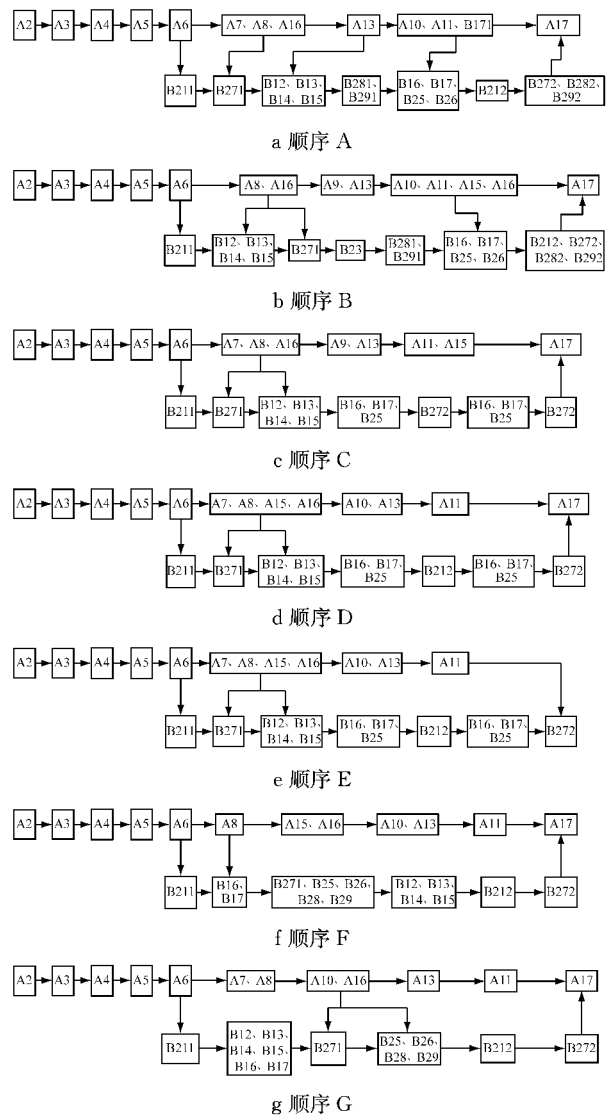 A2 A3 A4 A5 A6 A7、A8、A16 A13 A10、A11、B171 A17
B211 B271 B12、B13、 B281、 B16、B17、 B212 B272、B282、
B14、B15 B291 B25、B26 B292
a 顺序 A
A2 A3 A4 A5 A6 A8、A16 A9、A13 A10、A11、A15、A16 A17
B211 B12、B13、 B271 B23 B281、 B16、B17、 B212、B272、
B14、B15 B291 B25、B26 B282、B292
b 顺序 B
A2 A3 A4 A5 A6 A7、A8、A16 A9、A13 A11、A15 A17
B211 B271 B12、B13、 B16、B17、 B272 B16、B17、 B272
B14、B15 B25 B25
c 顺序 C
A2 A3 A4 A5 A6 A7、A8、A15、A16 A10、A13 A11 A17
B211 B271 B12、B13、 B16、B17、 B212 B16、B17、 B272
B14、B15 B25 B25
d 顺序 D
A2 A3 A4 A5 A6 A7、A8、A15、A16 A10、A13 A11
B211 B271 B12、B13、 B16、B17、 B212 B16、B17、 B272
B14、B15 B25 B25
e 顺序 E
A2 A3 A4 A5 A6 A8 A15、A16 A10、A13 A11 A17
B211 B16、 B271、B25、B26、 B12、B13、 B212 B272
B17 B28、B29 B14、B15
f 顺序 F
A2 A3 A4 A5 A6 A7、A8 A10、A16 A13 A11 A17
B211 B12、B13、 B271 B25、B26、 B212 B272
B14、B15、 B28、B29
B16、B17
g 顺序 G